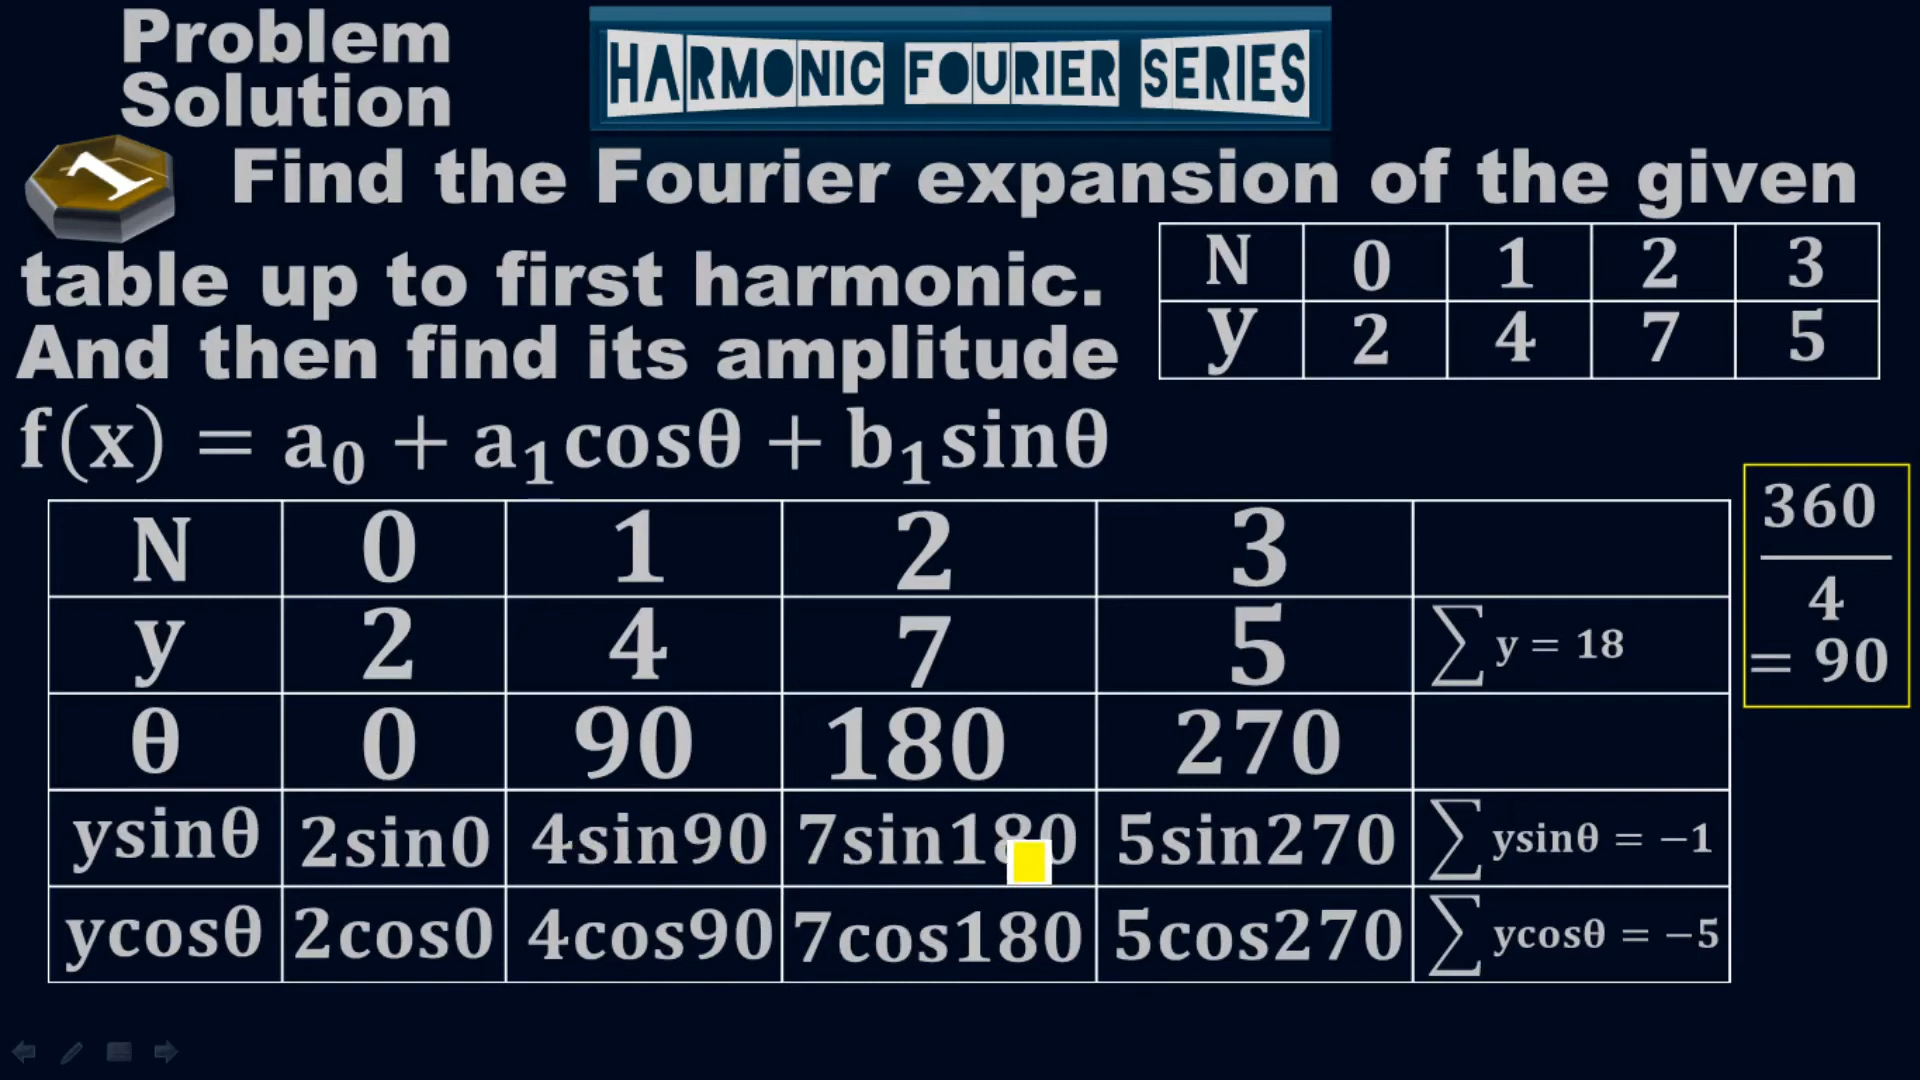 Problem
Solution
HARMONIC FOURIER SERIES
1 Find the Fourier expansion of the given
table up to first harmonic.
And then find its amplitude
N 0 1 2 3
y 2 4 7 5
f(x) = a₀ + a₁cosθ + b₁sinθ
N 0 1 2 3
y 2 4 7 5 ∑ y = 18
θ 0 90 180 270
ysinθ 2sin0 4sin90 7sin180 5sin270 ∑ ysinθ = −1
ycosθ 2cos0 4cos90 7cos180 5cos270 ∑ ycosθ = −5
360
4
= 90